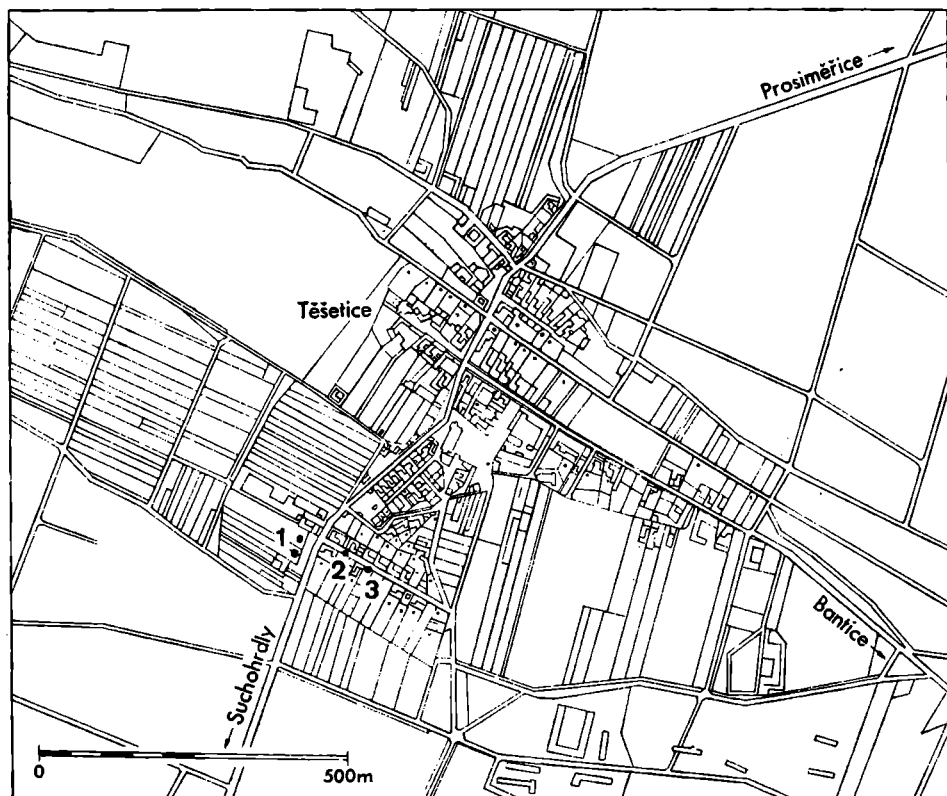 Prosiměřice →
Těšetice
1
2
3
Bantice →
← Suchohrdly
0 500m